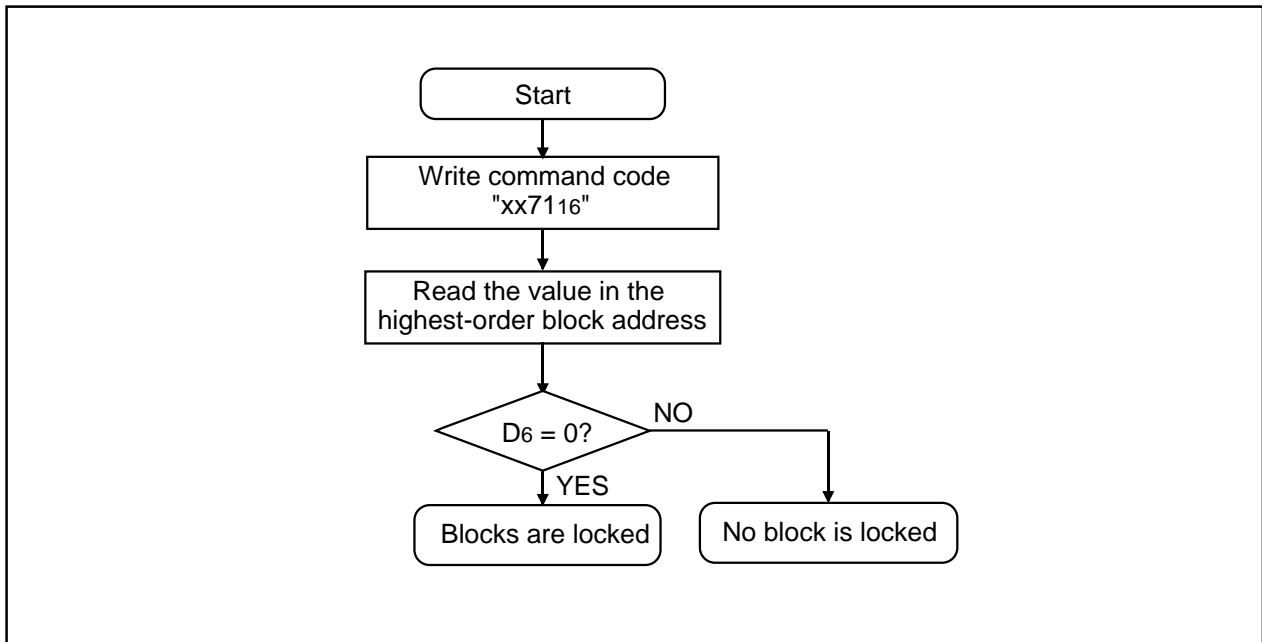 Start
Write command code
"xx7116"
Read the value in the
highest-order block address
D6 = 0?
NO
YES
Blocks are locked
No block is locked